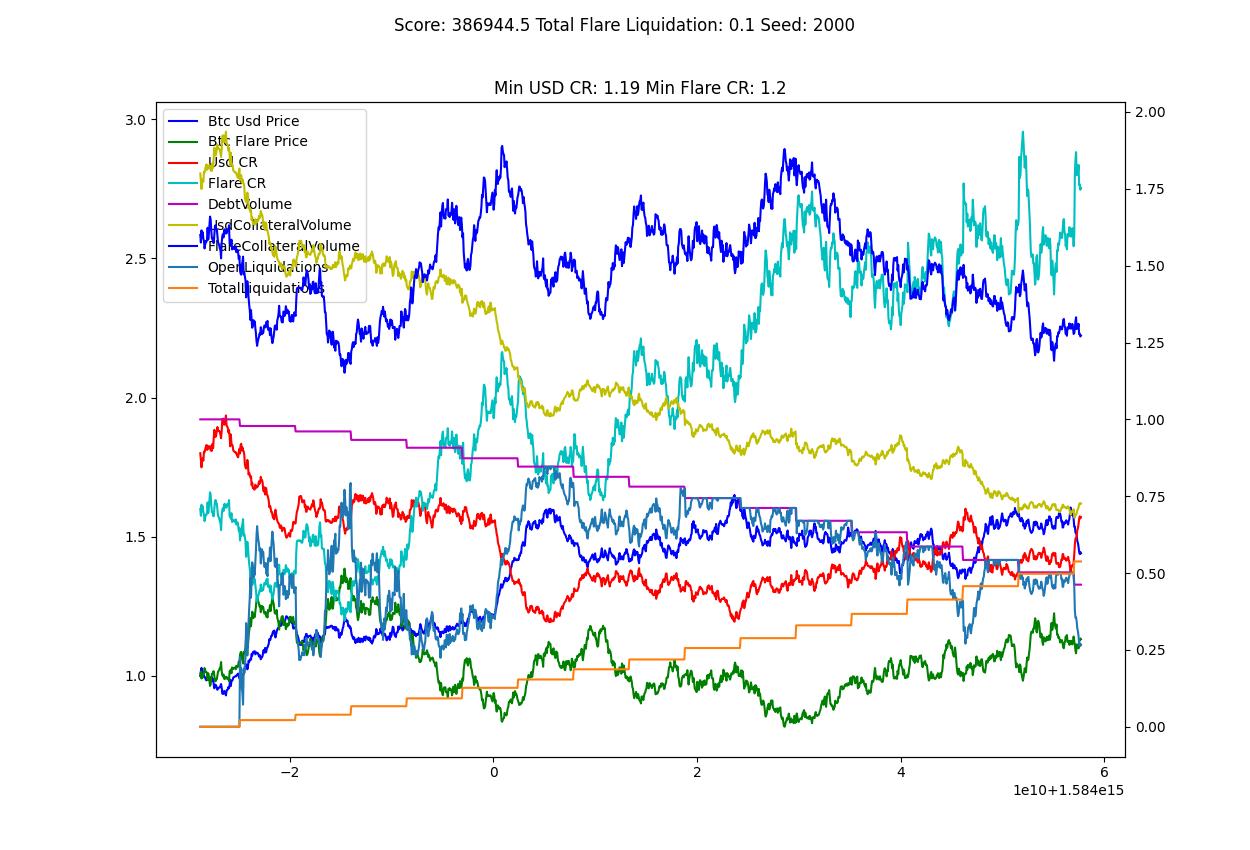 Score: 386944.5 Total Flare Liquidation: 0.1 Seed: 2000
Min USD CR: 1.19 Min Flare CR: 1.2
3.0
2.5
2.0
1.5
1.0
Btc Usd Price
Btc Flare Price
Usd CR
Flare CR
DebtVolume
UsdCollateralVolume
FlareCollateralVolume
OpenLiquidations
TotalLiquidations
2.00
1.75
1.50
1.25
1.00
0.75
0.50
0.25
0.00
−2 0 2 4 6
1e10+1.584e15